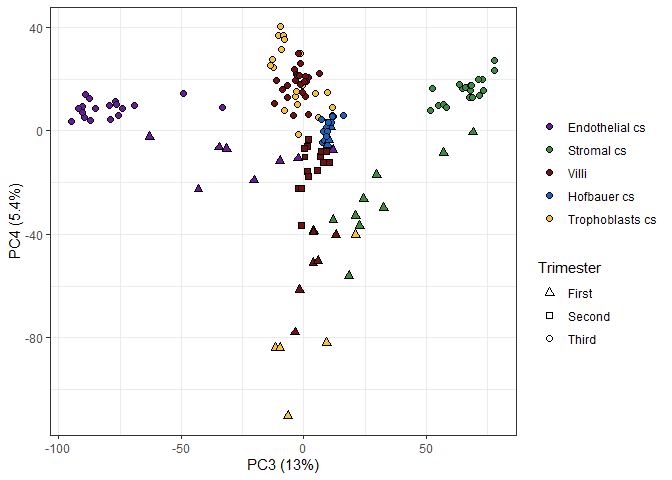 40
0
-40
-80
PC4 (5.4%)
-100
-50
0
50
PC3 (13%)
Endothelial cs
Stromal cs
Villi
Hofbauer cs
Trophoblasts cs
Trimester
First
Second
Third